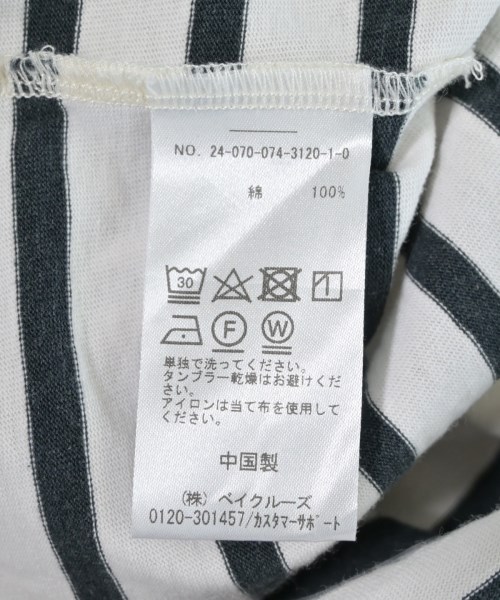 NO. 24-070-074-3120-1-0
綿 100%
30
F W
単独で洗ってください。
タンブラー乾燥はお避けくだ
さい。
アイロンは当て布を使用して
ください。
中国製
(株) ベイクルーズ
0120-301457/カスタマーサポート